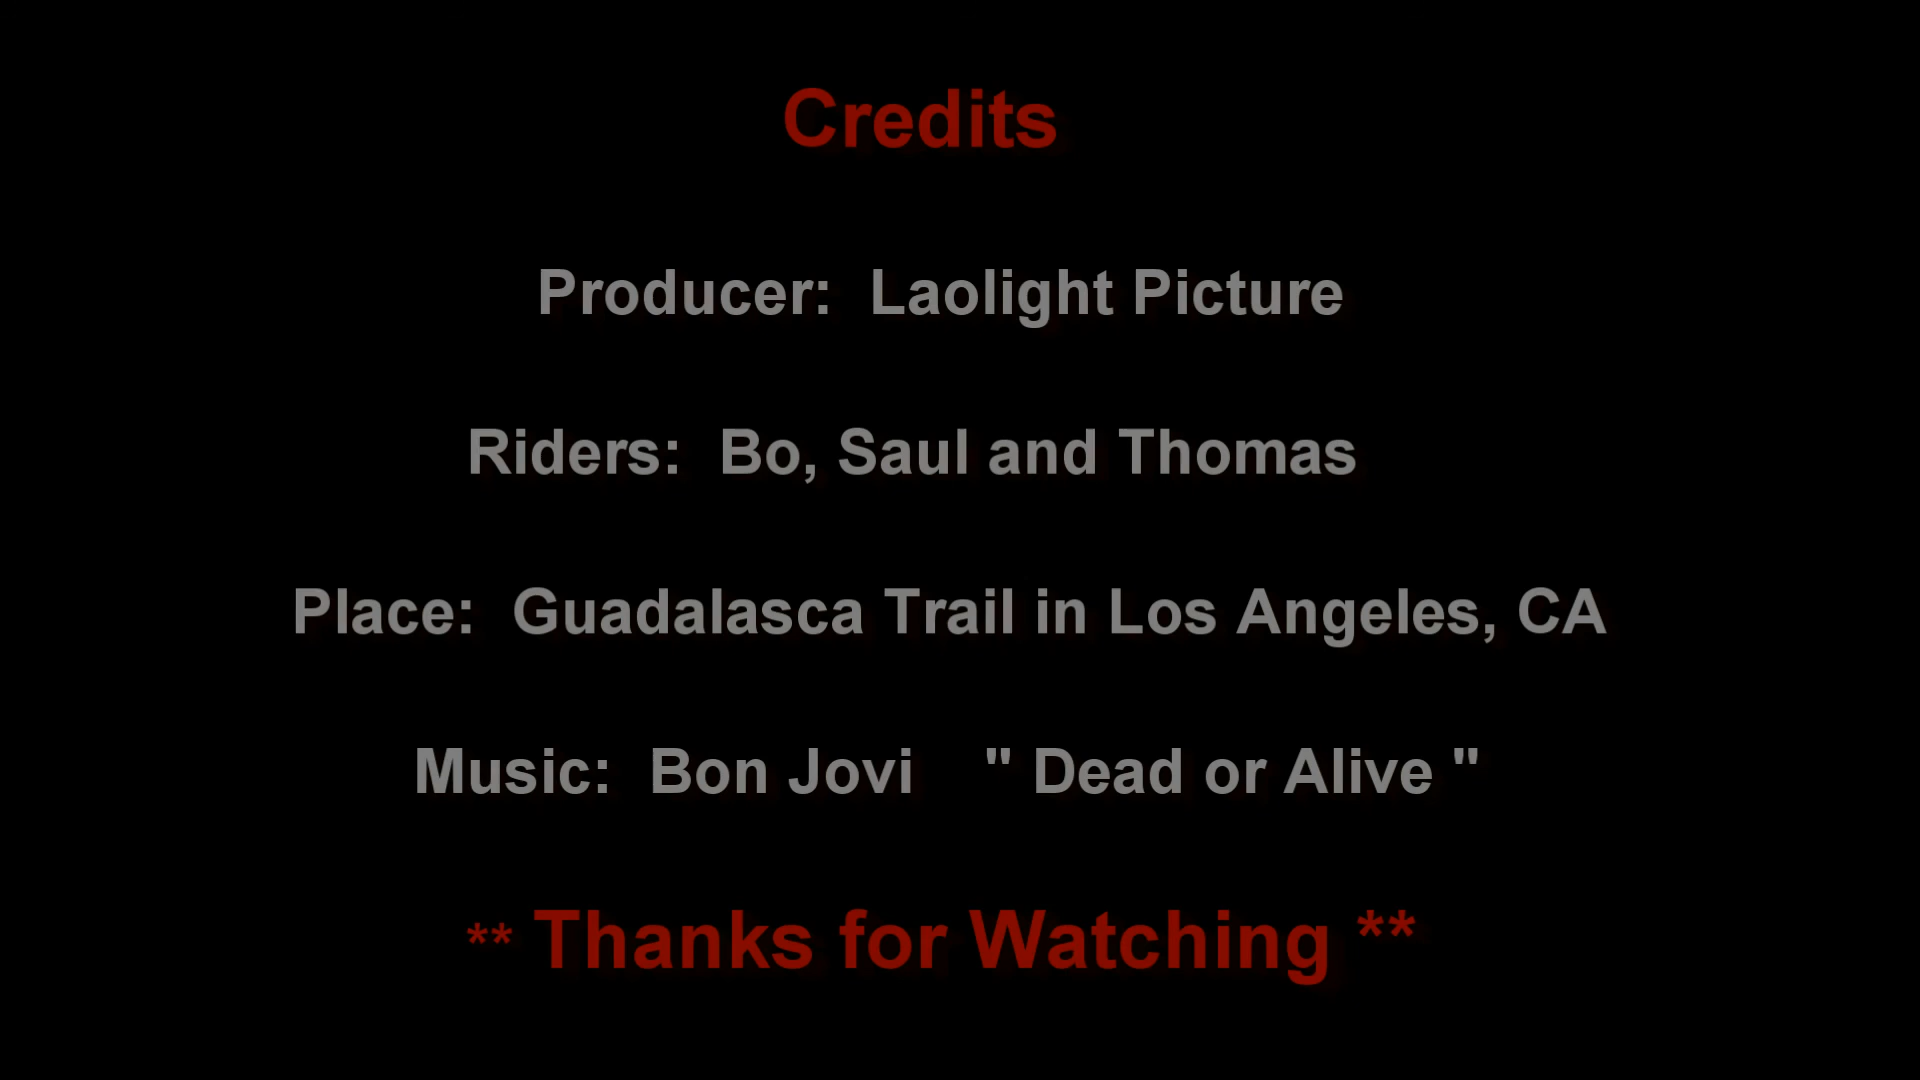 Credits
Producer:  Laolight Picture
Riders:  Bo, Saul and Thomas
Place:  Guadalasca Trail in Los Angeles, CA
Music:  Bon Jovi    " Dead or Alive "
** Thanks for Watching **